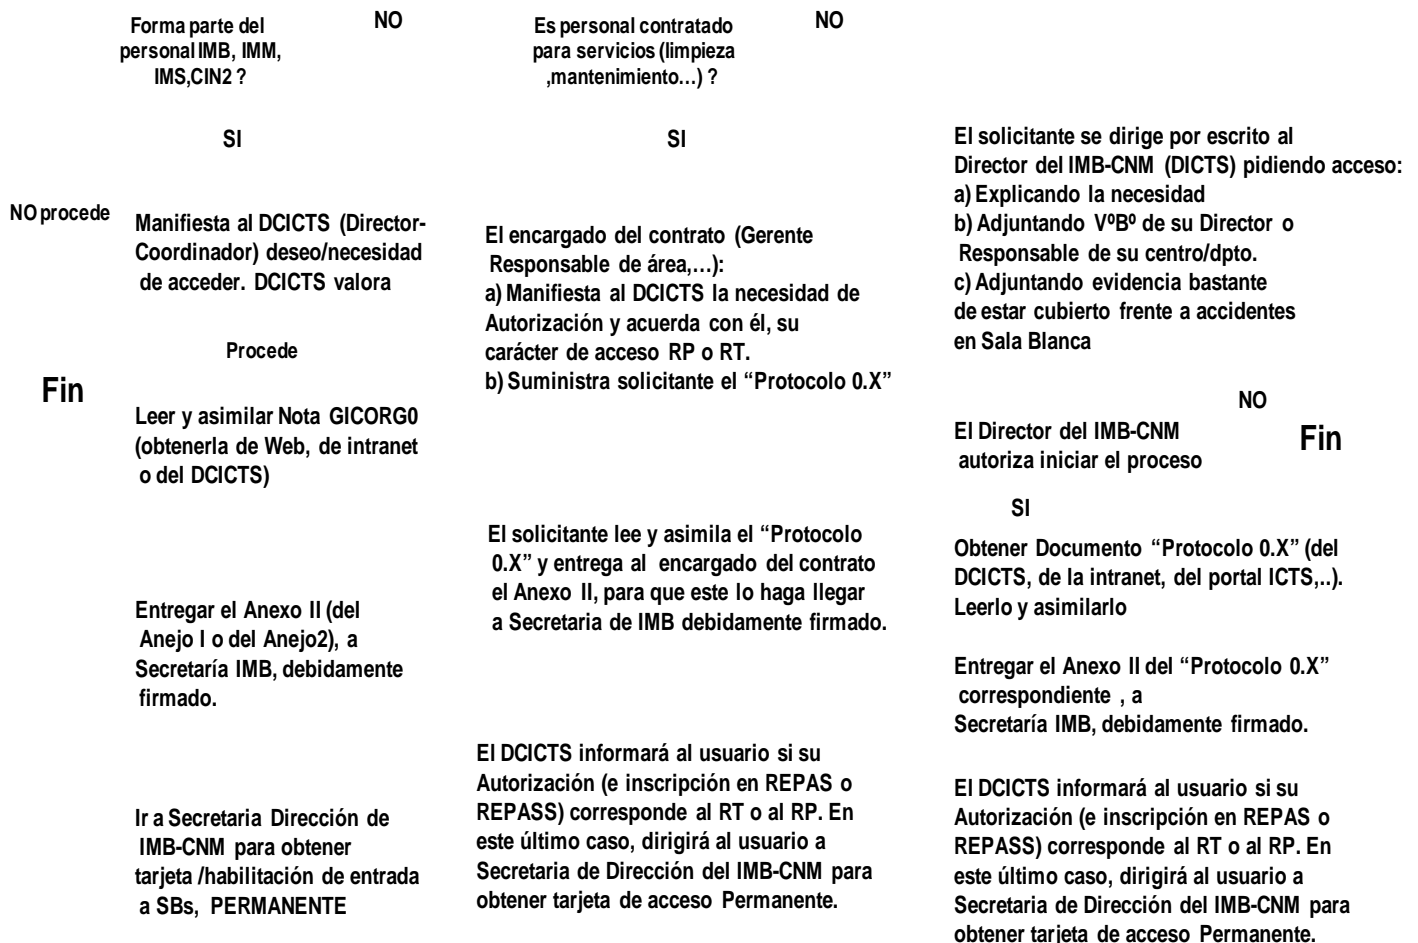 Forma parte del
personal IMB, IMM,
IMS,CIN2 ?
NO
SI
NO procede
Manifiesta al DCICTS (Director-
Coordinador) deseo/necesidad
de acceder. DCICTS valora
Procede
Fin
Leer y asimilar Nota GICORG0
(obtenerla de Web, de intranet
o del DCICTS)
Entregar el Anexo II (del
Anejo I o del Anejo2), a
Secretaría IMB, debidamente
firmado.
Ir a Secretaria Dirección de
IMB-CNM para obtener
tarjeta /habilitación de entrada
a SBs, PERMANENTE
Es personal contratado
para servicios (limpieza
,mantenimiento…) ?
NO
SI
El encargado del contrato (Gerente
Responsable de área,…):
a) Manifiesta al DCICTS la necesidad de
Autorización y acuerda con él, su
carácter de acceso RP o RT.
b) Suministra solicitante el “Protocolo 0.X”
El solicitante lee y asimila el “Protocolo
0.X” y entrega al encargado del contrato
el Anexo II, para que este lo haga llegar
a Secretaria de IMB debidamente firmado.
El DCICTS informará al usuario si su
Autorización (e inscripción en REPAS o
REPASS) corresponde al RT o al RP. En
este último caso, dirigirá al usuario a
Secretaria de Dirección del IMB-CNM para
obtener tarjeta de acceso Permanente.
El solicitante se dirige por escrito al
Director del IMB-CNM (DICTS) pidiendo acceso:
a) Explicando la necesidad
b) Adjuntando VºBº de su Director o
Responsable de su centro/dpto.
c) Adjuntando evidencia bastante
de estar cubierto frente a accidentes
en Sala Blanca
NO
El Director del IMB-CNM
autoriza iniciar el proceso
Fin
SI
Obtener Documento “Protocolo 0.X” (del
DCICTS, de la intranet, del portal ICTS,..).
Leerlo y asimilarlo
Entregar el Anexo II del “Protocolo 0.X”
correspondiente , a
Secretaría IMB, debidamente firmado.
El DCICTS informará al usuario si su
Autorización (e inscripción en REPAS o
REPASS) corresponde al RT o al RP. En
este último caso, dirigirá al usuario a
Secretaria de Dirección del IMB-CNM para
obtener tarjeta de acceso Permanente.